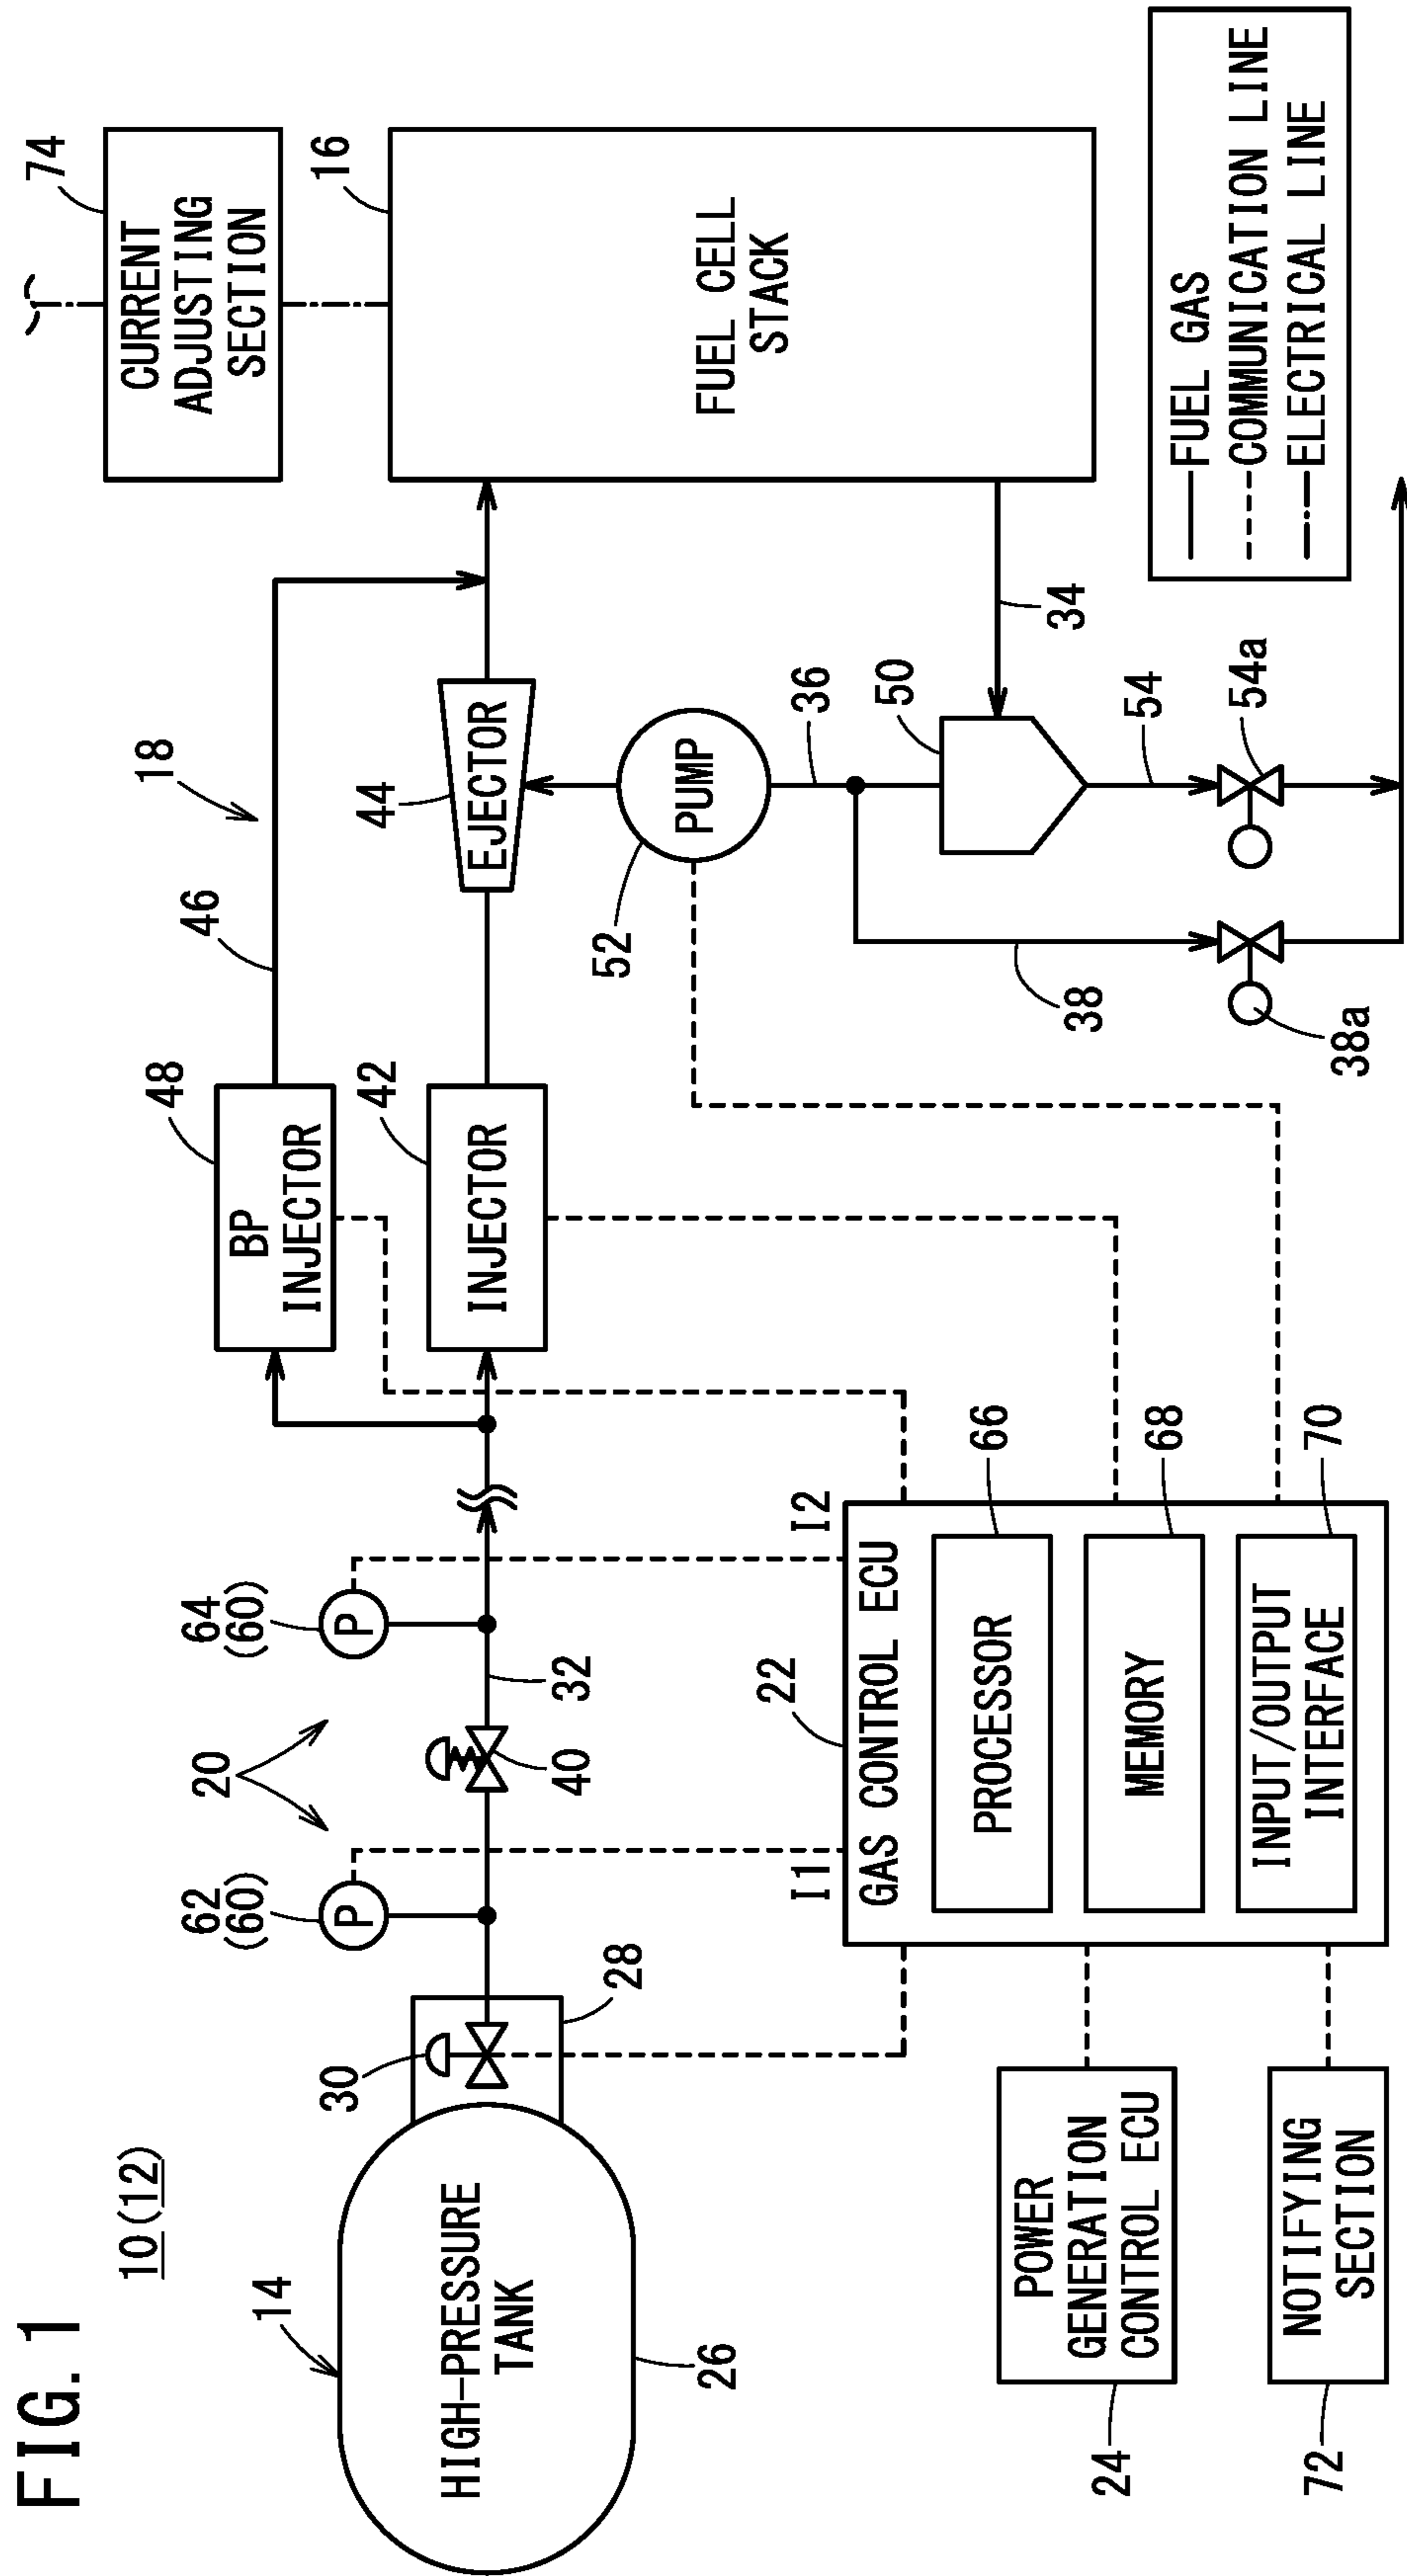 FIG. 1
10(12)
14
HIGH-PRESSURE
TANK
26
30
28
62
(60)
P
20
40
32
64
(60)
P
48
BP
INJECTOR
42
INJECTOR
46
18
44
EJECTOR
52
PUMP
36
50
34
38
38a
54
54a
74
CURRENT
ADJUSTING
SECTION
16
FUEL CELL
STACK
22
I1
I2
GAS CONTROL ECU
PROCESSOR
66
MEMORY
68
INPUT/OUTPUT
INTERFACE
70
POWER
GENERATION
CONTROL ECU
24
NOTIFYING
SECTION
72
FUEL GAS
COMMUNICATION LINE
ELECTRICAL LINE